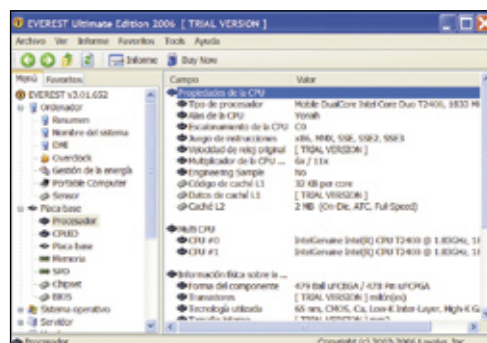 EVEREST Ultimate Edition 2006 [ TRIAL VERSION ]
Archivo Ver Informe Favoritos Tools Ayuda
Informe Buy Now
Menú Favoritos
EVEREST v3.01.652
Ordenador
Resumen
Nombre del sistema
DMI
Overclock
Gestión de la energía
Portable Computer
Sensor
Placa base
Procesador
CPUID
Placa base
Memoria
SPD
Chipset
BIOS
Sistema operativo
Servidor
Campo Valor
Propiedades de la CPU
Tipo de procesador Mobile DualCore Intel Core Duo T2400, 1833 M
Alias de la CPU Yonah
Escalonamiento de la CPU C0
Juego de instrucciones x86, MMX, SSE, SSE2, SSE3
Velocidad de reloj original [ TRIAL VERSION ]
Multiplicador de la CPU ... 6x / 11x
Engineering Sample No
Código de caché L1 32 KB per core
Datos de caché L1 [ TRIAL VERSION ]
Caché L2 2 MB (On-Die, ATC, Full-Speed)
Multi CPU
CPU #0 GenuineIntel(R) CPU T2400 @ 1.83GHz, 18
CPU #1 GenuineIntel(R) CPU T2400 @ 1.83GHz, 18
Información física sobre la ...
Forma del componente 479 Ball uFCBGA / 478 Pin uFCPGA
Transistores [ TRIAL VERSION ] millón(es)
Tecnología utilizada 65 nm, CMOS, Cu, Low-K Inter-Layer, High-K G
Tamaño [ TRIAL VERSION ] mm2
Procesador Copyright (c) 2003-2006 Lavalys, Inc.